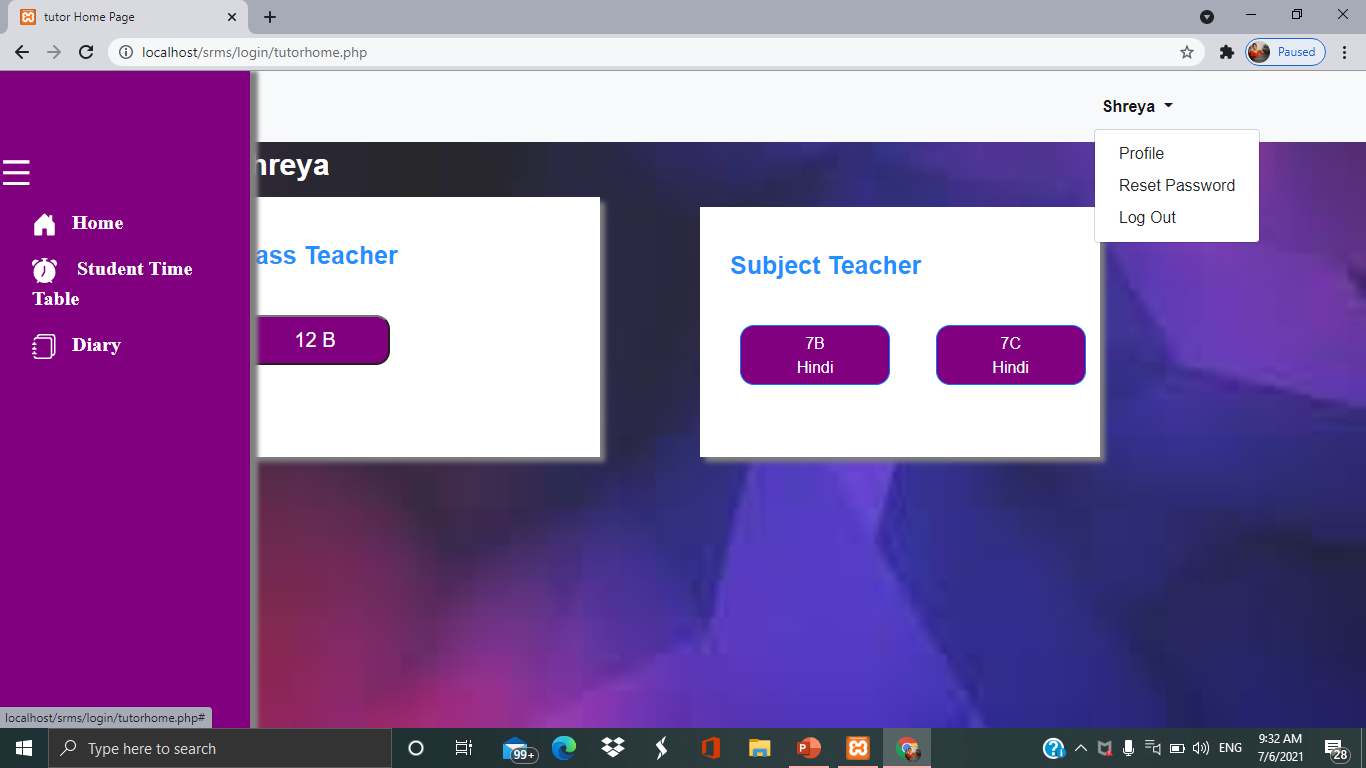 tutor Home Page
localhost/srms/login/tutorhome.php
Paused
Shreya
Profile
Reset Password
Log Out
hreya
Home
Student Time
Table
Diary
ass Teacher
12 B
Subject Teacher
7B
Hindi
7C
Hindi
localhost/srms/login/tutorhome.php#
Type here to search
99+
ENG
9:32 AM
7/6/2021
28